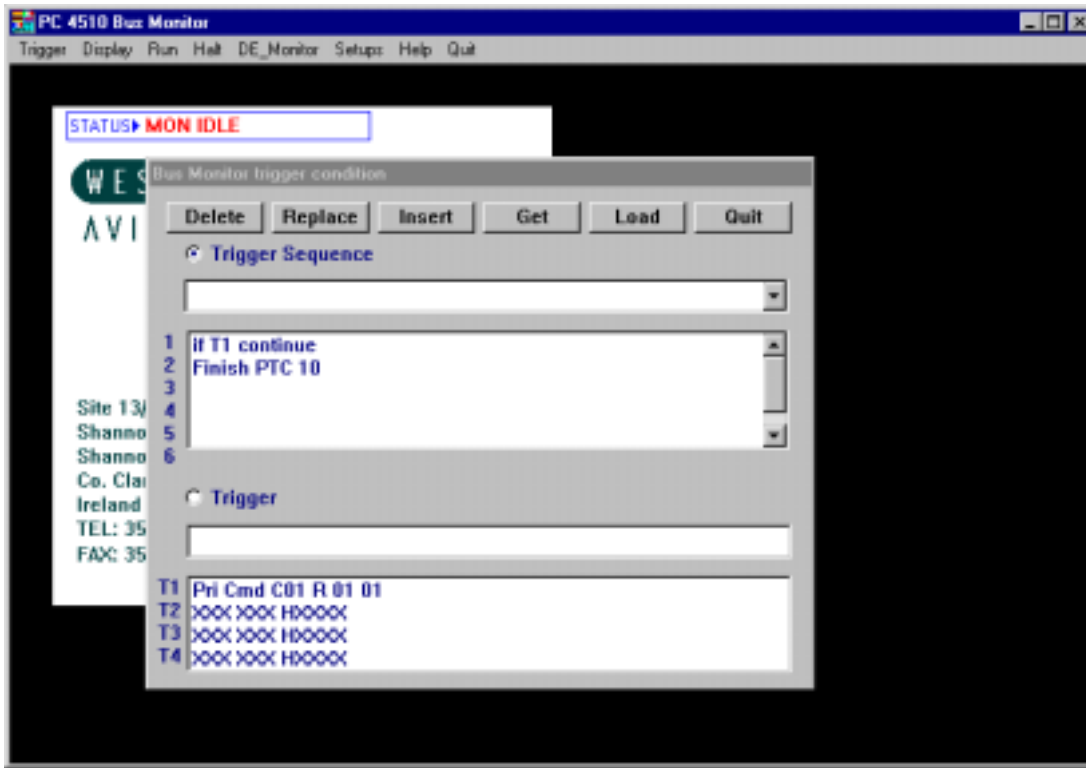 PC 4510 Bus Monitor
Trigger Display Run Halt DE_Monitor Setups Help Quit
STATUS MON IDLE
WES
AVI
Bus Monitor trigger condition
Delete Replace Insert Get Load Quit
Trigger Sequence
1 if T1 continue
2 Finish PTC 10
3
4
5
6
Site 13/
Shanno
Shanno
Co. Clar
Ireland
TEL: 35
FAX: 35
Trigger
T1 Pri Cmd C01 R 01 01
T2 XXX XXX HXXXX
T3 XXX XXX HXXXX
T4 XXX XXX HXXXX